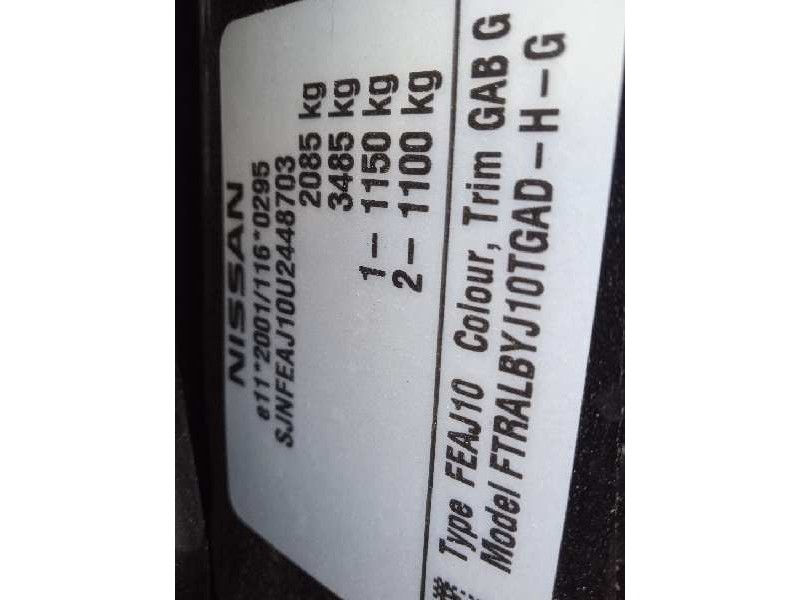 NISSAN
e11*2001/116*0295
SJNFEAJ10U2448703
2085 kg
3485 kg
1- 1150 kg
2- 1100 kg
Type FEAJ10 Colour, Trim GAB G
Model FTRALBYJ10TGAD-H-G